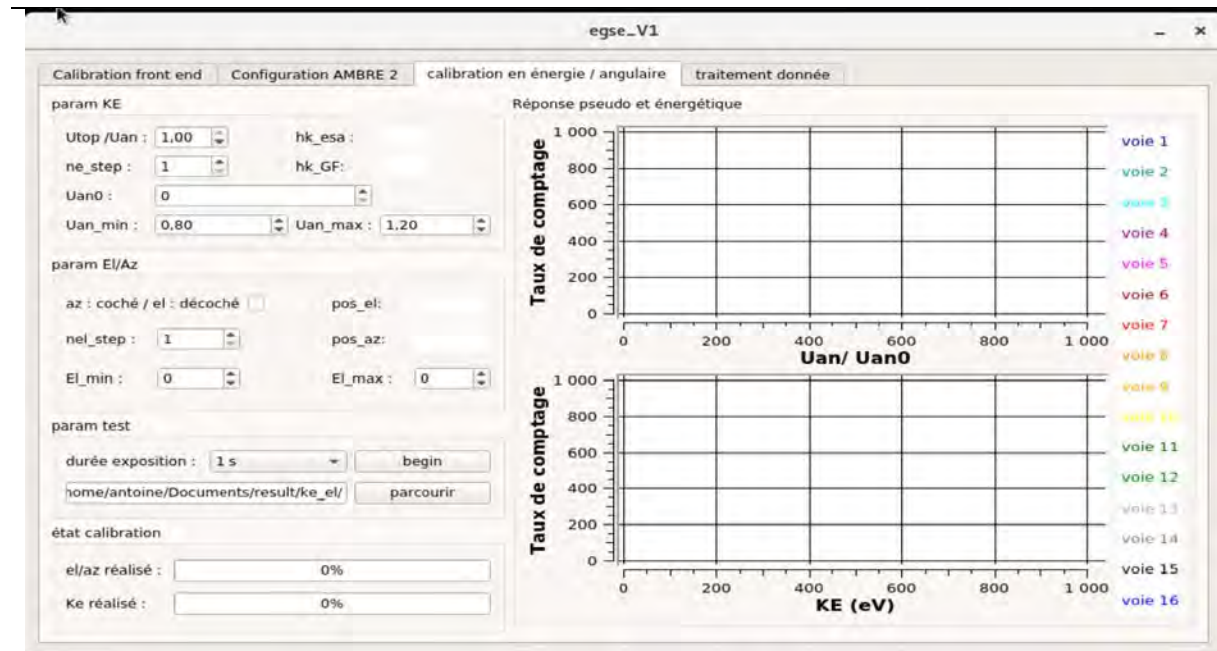 egse_V1
Calibration front end Configuration AMBRE 2 calibration en énergie / angulaire traitement donnée
param KE
Utop /Uan : 1,00 hk_esa :
ne_step : 1 hk_GF:
Uan0 : 0
Uan_min : 0,80 Uan_max : 1,20
param El/Az
az : coché / el : décoché pos_el:
nel_step : 1 pos_az:
El_min : 0 El_max : 0
param test
durée exposition : 1 s begin
home/antoine/Documents/result/ke_el/ parcourir
état calibration
el/az réalisé : 0%
Ke réalisé : 0%
Réponse pseudo et énergétique
Taux de comptage
1 000
800
600
400
200
0
0 200 400 600 800 1 000
Uan/ Uan0
Taux de comptage
1 000
800
600
400
200
0
0 200 400 600 800 1 000
KE (eV)
voie 1
voie 2
voie 3
voie 4
voie 5
voie 6
voie 7
voie 8
voie 9
voie 10
voie 11
voie 12
voie 13
voie 14
voie 15
voie 16